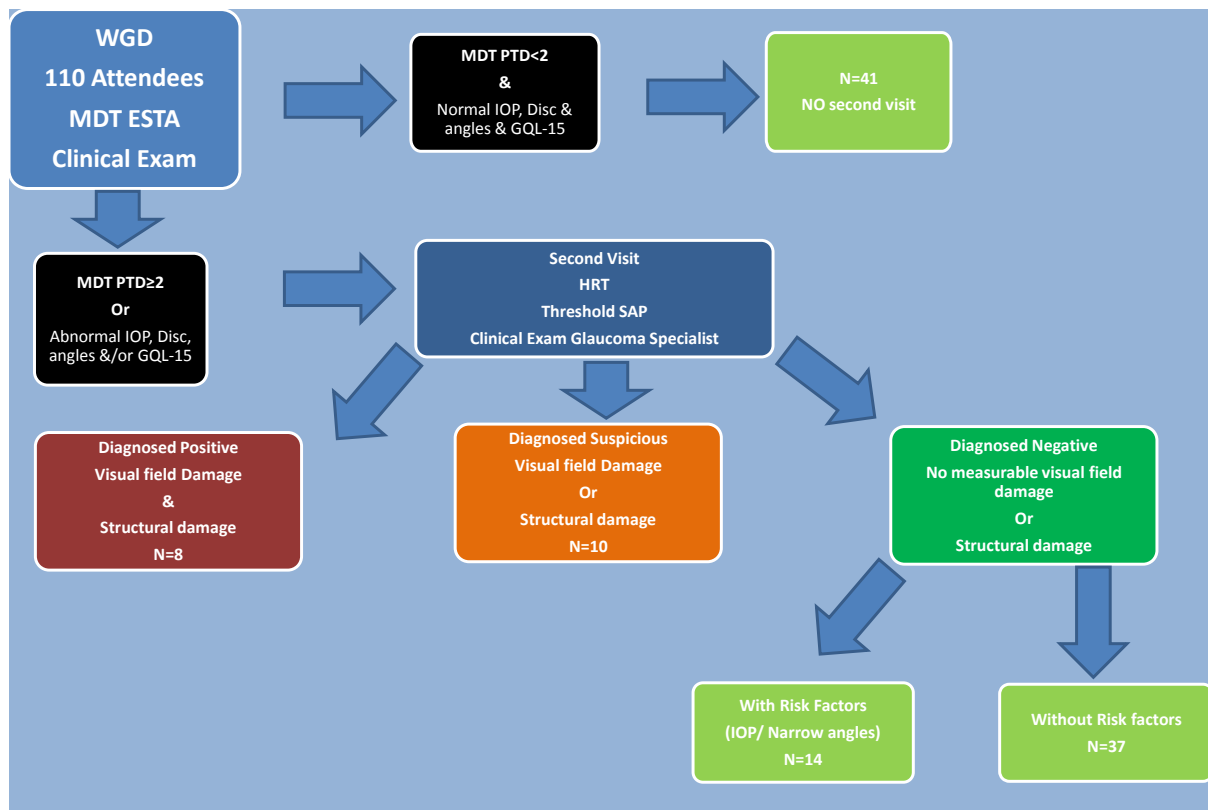 WGD
110 Attendees
MDT ESTA
Clinical Exam
MDT PTD<2
&
Normal IOP, Disc &
angles & GQL-15
N=41
NO second visit
MDT PTD≥2
Or
Abnormal IOP, Disc,
angles &/or GQL-15
Second Visit
HRT
Threshold SAP
Clinical Exam Glaucoma Specialist
Diagnosed Positive
Visual field Damage
&
Structural damage
N=8
Diagnosed Suspicious
Visual field Damage
Or
Structural damage
N=10
Diagnosed Negative
No measurable visual field
damage
Or
Structural damage
With Risk Factors
(IOP/ Narrow angles)
N=14
Without Risk factors
N=37